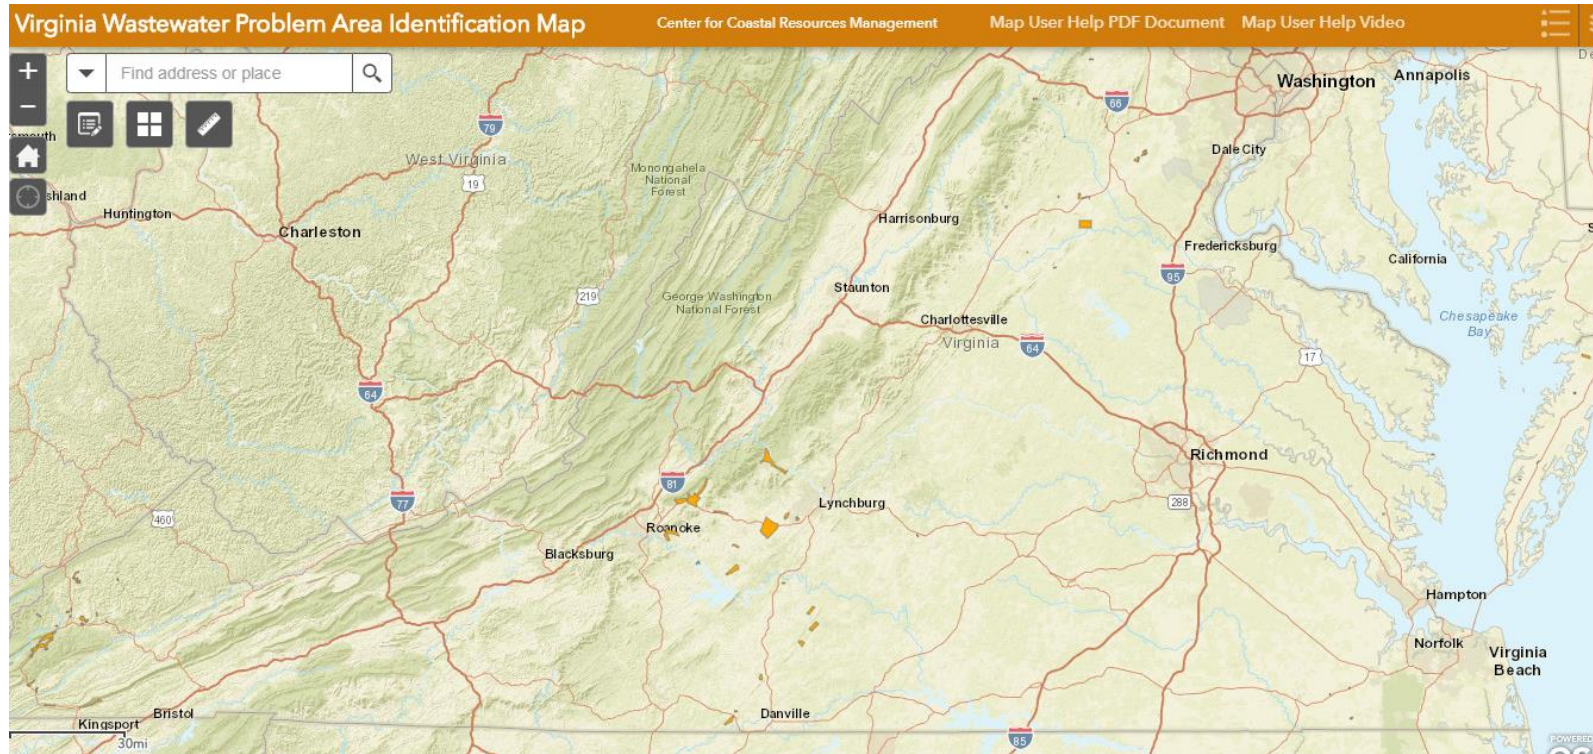 Virginia Wastewater Problem Area Identification Map
Center for Coastal Resources Management
Map User Help PDF Document
Map User Help Video
+
Find address or place
−
Washington
Annapolis
66
79
West Virginia
Dale City
Monongahela
National
Forest
19
shland
Huntington
Charleston
Harrisonburg
Fredericksburg
California
95
219
George Washington
National Forest
Staunton
Charlottesville
Virginia
64
Chesapeake
Bay
17
64
Richmond
81
77
288
Lynchburg
460
Roanoke
Blacksburg
Hampton
Norfolk
Virginia
Beach
Danville
Bristol
Kingsport
30mi
85
POWERED